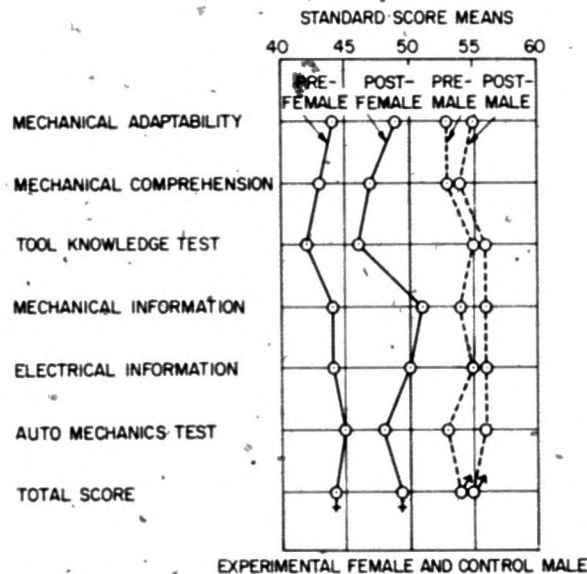 STANDARD SCORE MEANS
40 45 50 55 60
PRE- POST- PRE- POST-
FEMALE FEMALE MALE MALE
MECHANICAL ADAPTABILITY
MECHANICAL COMPREHENSION
TOOL KNOWLEDGE TEST
MECHANICAL INFORMATION
ELECTRICAL INFORMATION
AUTO MECHANICS TEST
TOTAL SCORE
EXPERIMENTAL FEMALE AND CONTROL MALE